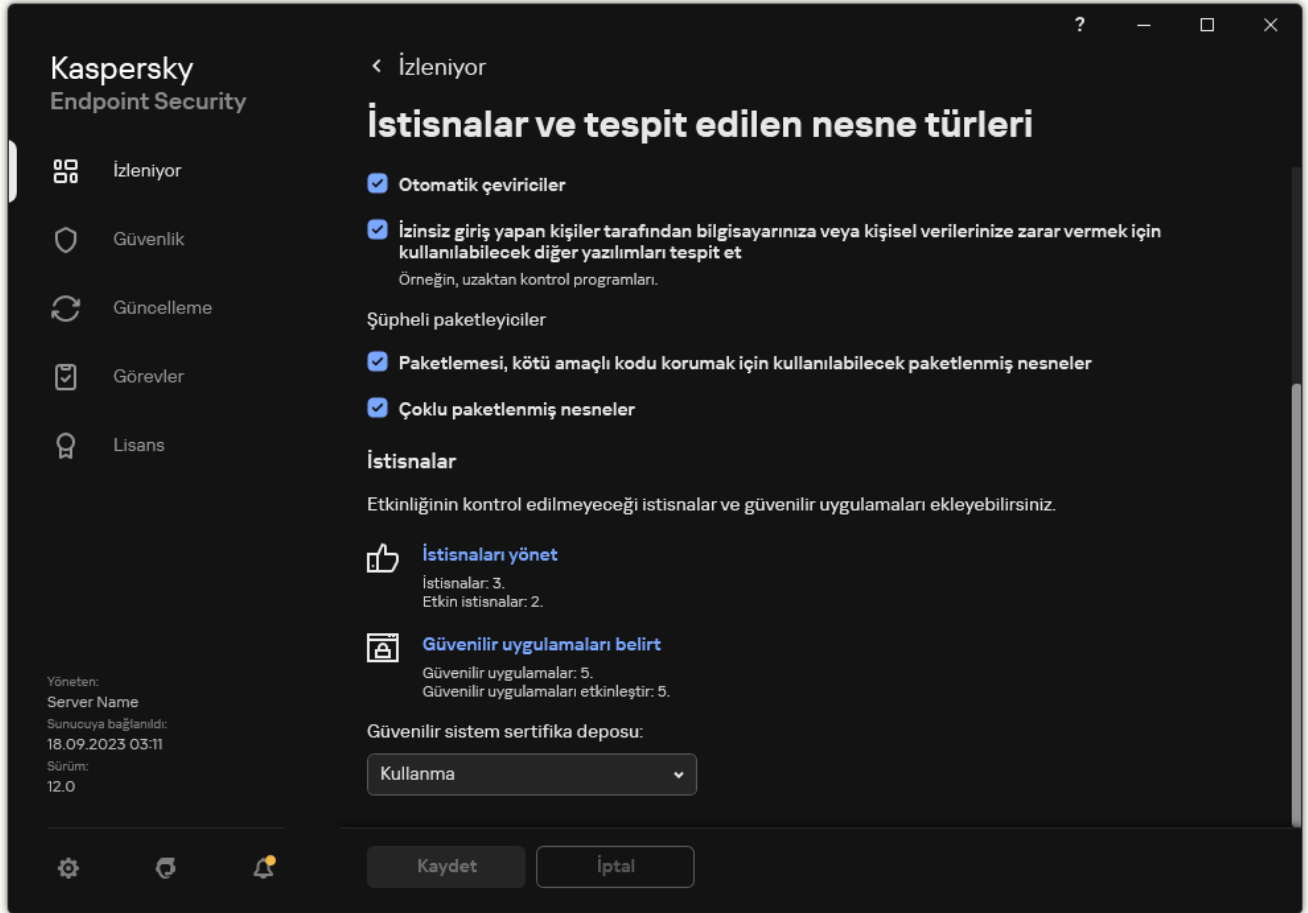 ?
Kaspersky
Endpoint Security
İzleniyor
Güvenlik
Güncelleme
Görevler
Lisans
Yöneten:
Server Name
Sunucuya bağlanıldı:
18.09.2023 03:11
Sürüm:
12.0
İzleniyor
İstisnalar ve tespit edilen nesne türleri
Otomatik çeviriciler
İzinsiz giriş yapan kişiler tarafından bilgisayarınıza veya kişisel verilerinize zarar vermek için
kullanılabilecek diğer yazılımları tespit et
Örneğin, uzaktan kontrol programları.
Şüpheli paketleyiciler
Paketlemesi, kötü amaçlı kodu korumak için kullanılabilecek paketlenmiş nesneler
Çoklu paketlenmiş nesneler
İstisnalar
Etkinliğinin kontrol edilmeyeceği istisnalar ve güvenilir uygulamaları ekleyebilirsiniz.
İstisnaları yönet
İstisnalar: 3.
Etkin istisnalar: 2.
Güvenilir uygulamaları belirt
Güvenilir uygulamalar: 5.
Güvenilir uygulamaları etkinleştir: 5.
Güvenilir sistem sertifika deposu:
Kullanma
Kaydet
İptal